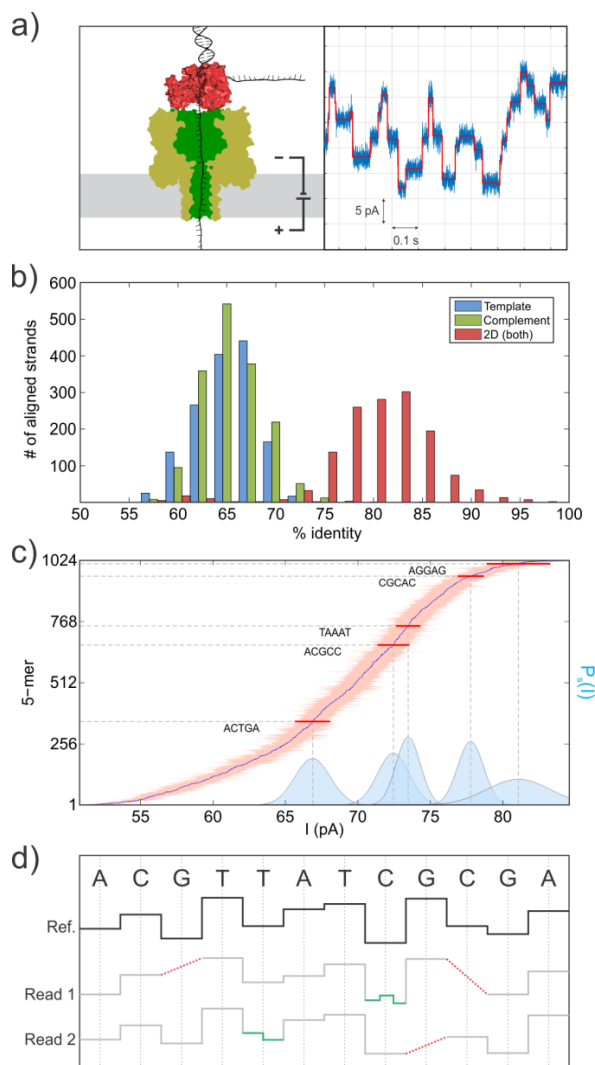 a)
−
+
5 pA
0.1 s
b)
# of aligned strands
600
500
400
300
200
100
Template
Complement
2D (both)
50 55 60 65 70 75 80 85 90 95 100
% identity
c)
5−mer
1024
768
512
256
1
AGGAG
CGCAC
TAAAT
ACGCC
ACTGA
Ps(I)
55 60 65 70 75 80
I (pA)
d)
A C G T T A T C G C G A
Ref.
Read 1
Read 2